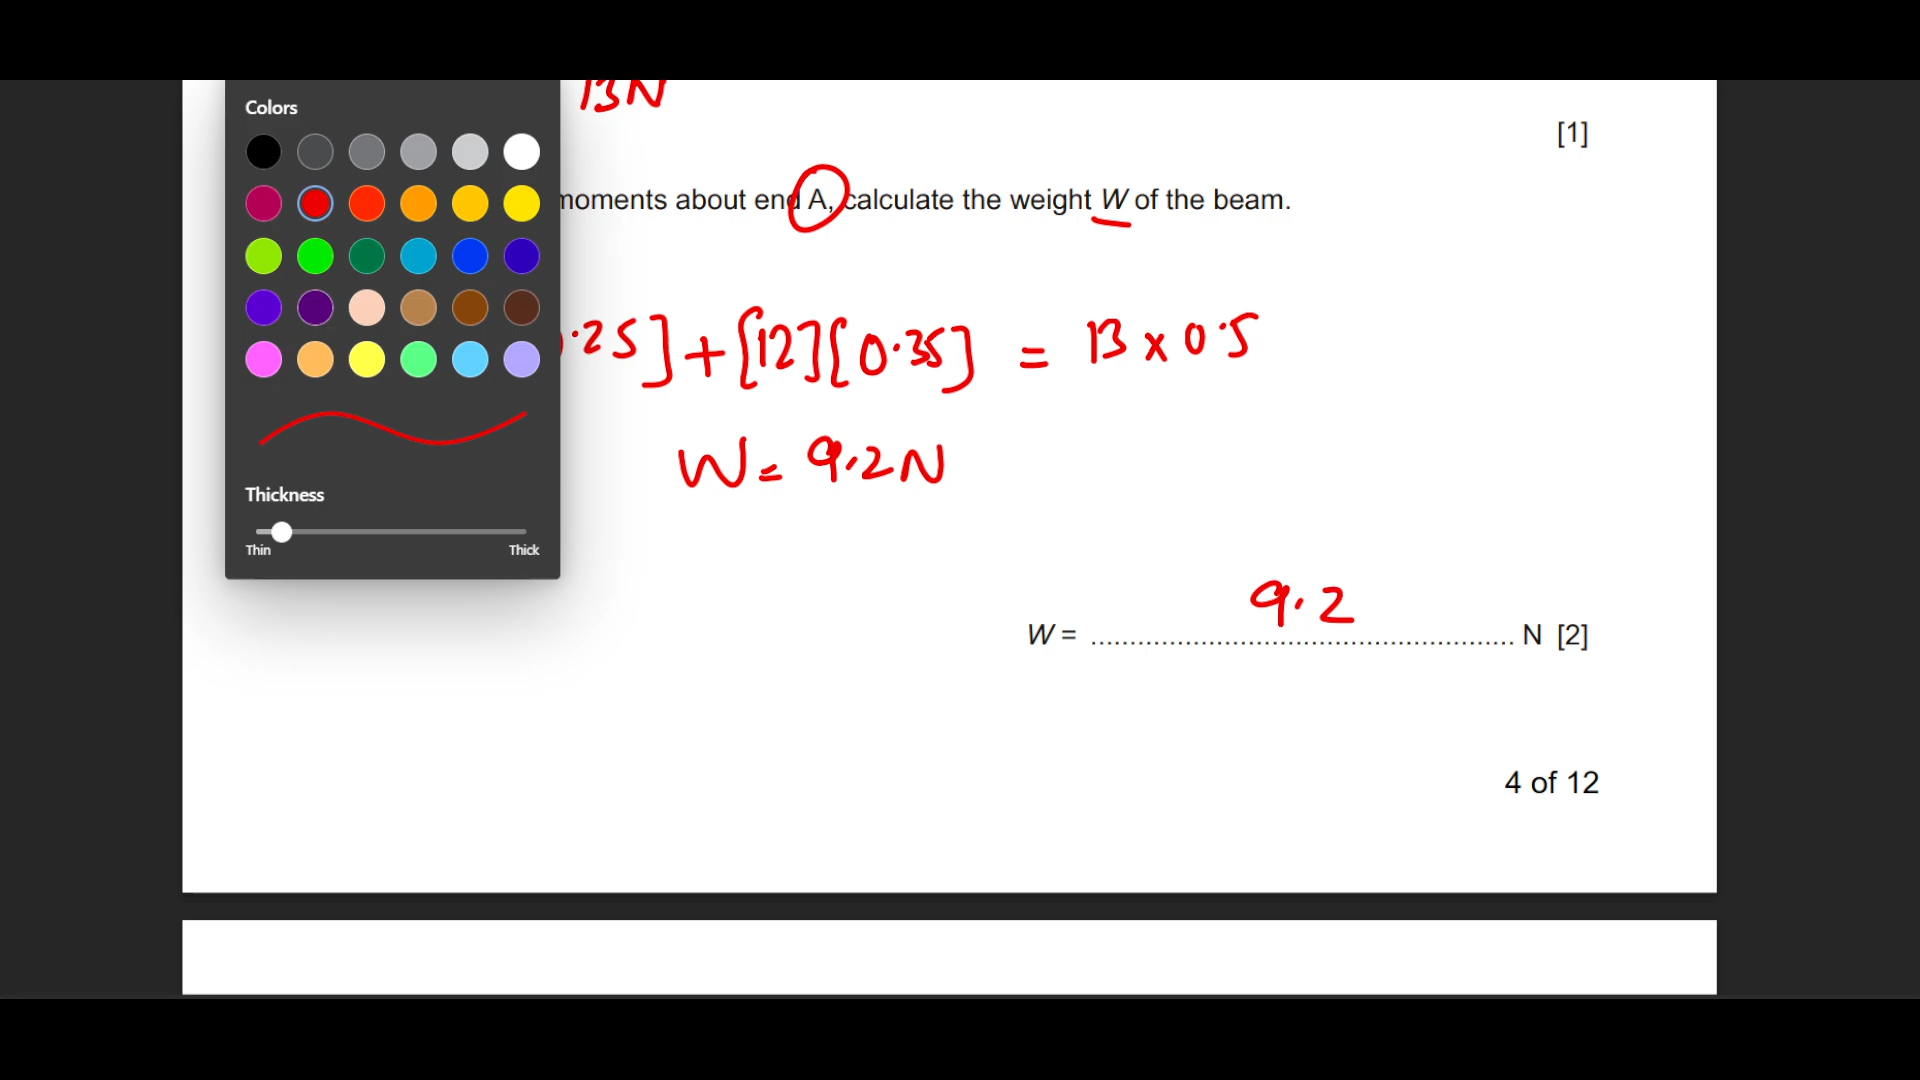 Colors
13N
[1]
moments about end A, calculate the weight W of the beam.
.25] + [12][0.35] = 13 x 0.5
W = 9.2N
Thickness
Thin Thick
9.2
W = ...................................................... N [2]
4 of 12